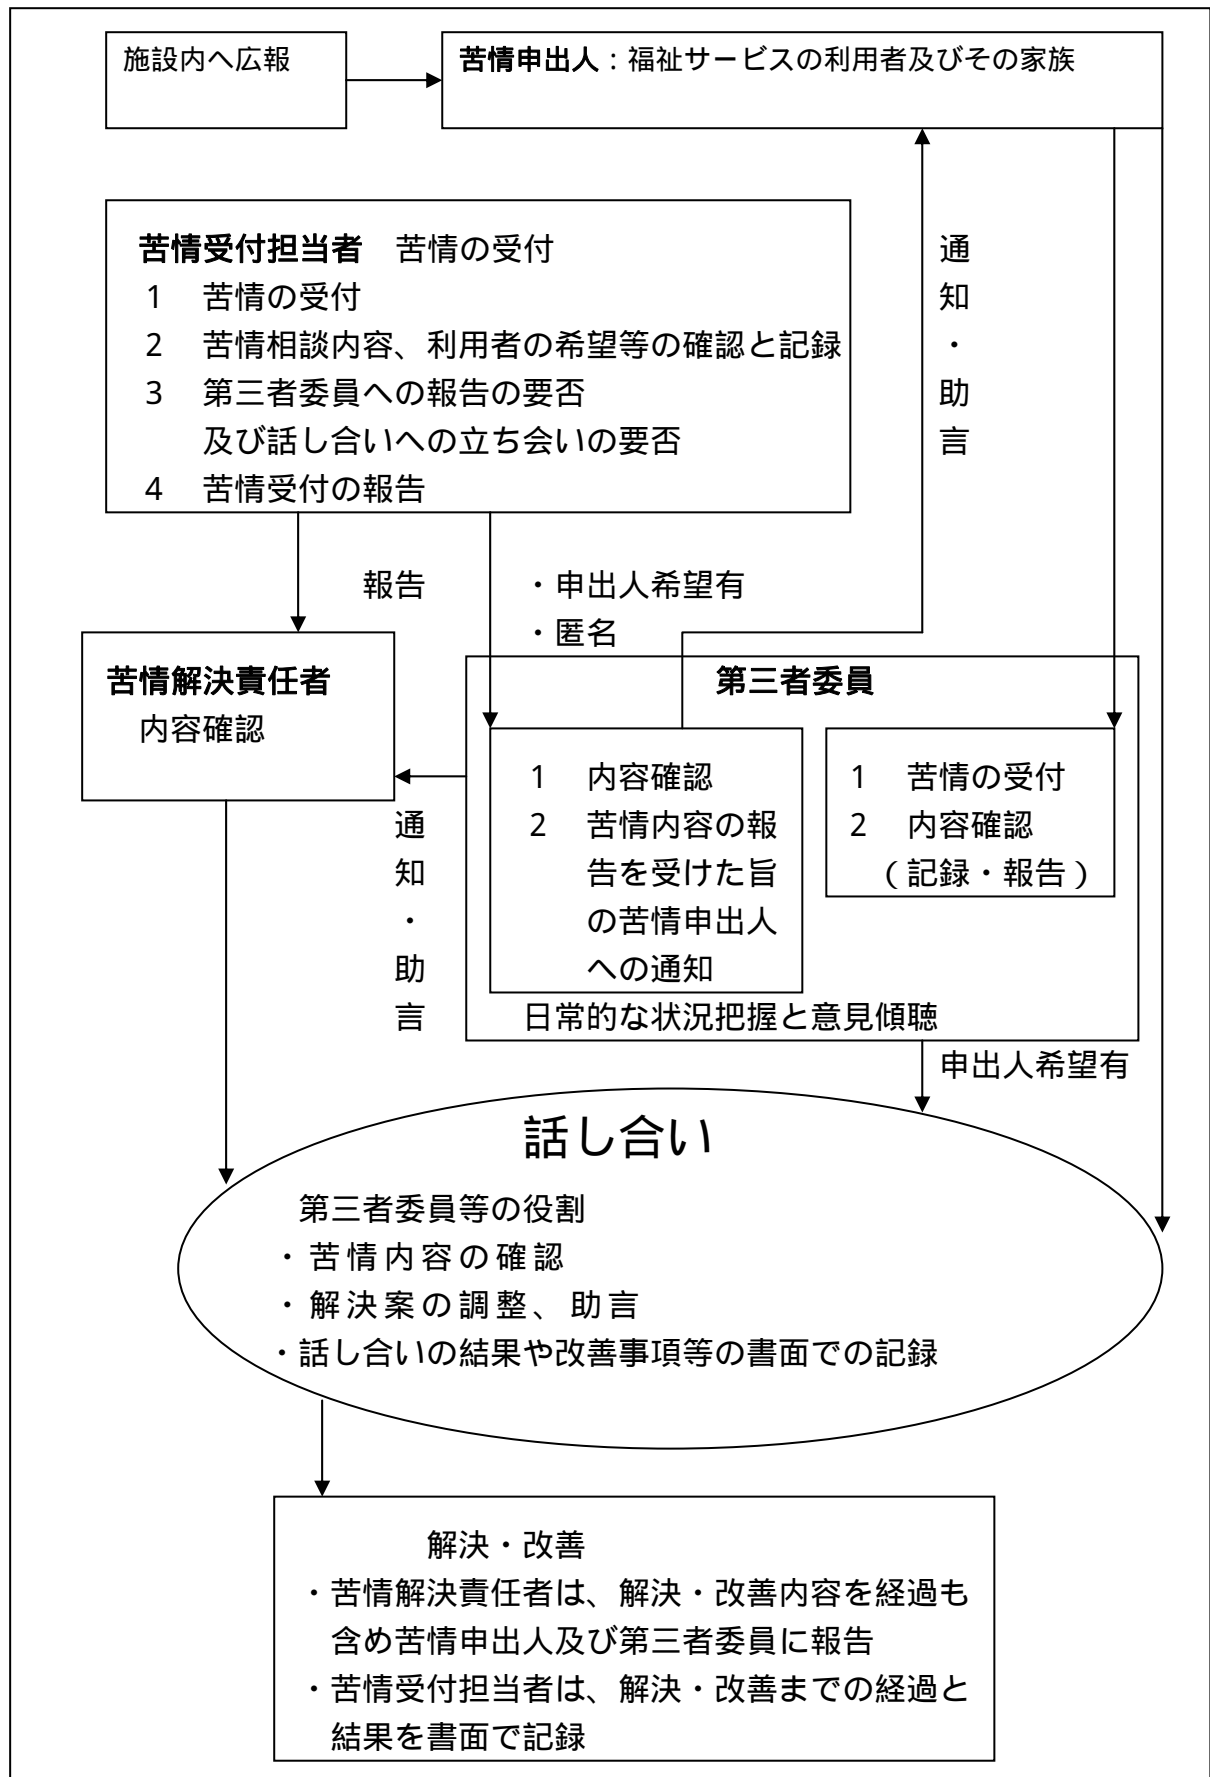 施設内へ広報
苦情申出人：福祉サービスの利用者及びその家族
苦情受付担当者　苦情の受付
1　苦情の受付
2　苦情相談内容、利用者の希望等の確認と記録
3　第三者委員への報告の要否
及び話し合いへの立ち会いの要否
4　苦情受付の報告
通知・助言
報告
・申出人希望有
・匿名
苦情解決責任者
内容確認
第三者委員
1　内容確認
2　苦情内容の報
告を受けた旨
の苦情申出人
への通知
1　苦情の受付
2　内容確認
（記録・報告）
日常的な状況把握と意見傾聴
通知・助言
申出人希望有
話し合い
第三者委員等の役割
・苦情内容の確認
・解決案の調整、助言
・話し合いの結果や改善事項等の書面での記録
解決・改善
・苦情解決責任者は、解決・改善内容を経過も
含め苦情申出人及び第三者委員に報告
・苦情受付担当者は、解決・改善までの経過と
結果を書面で記録